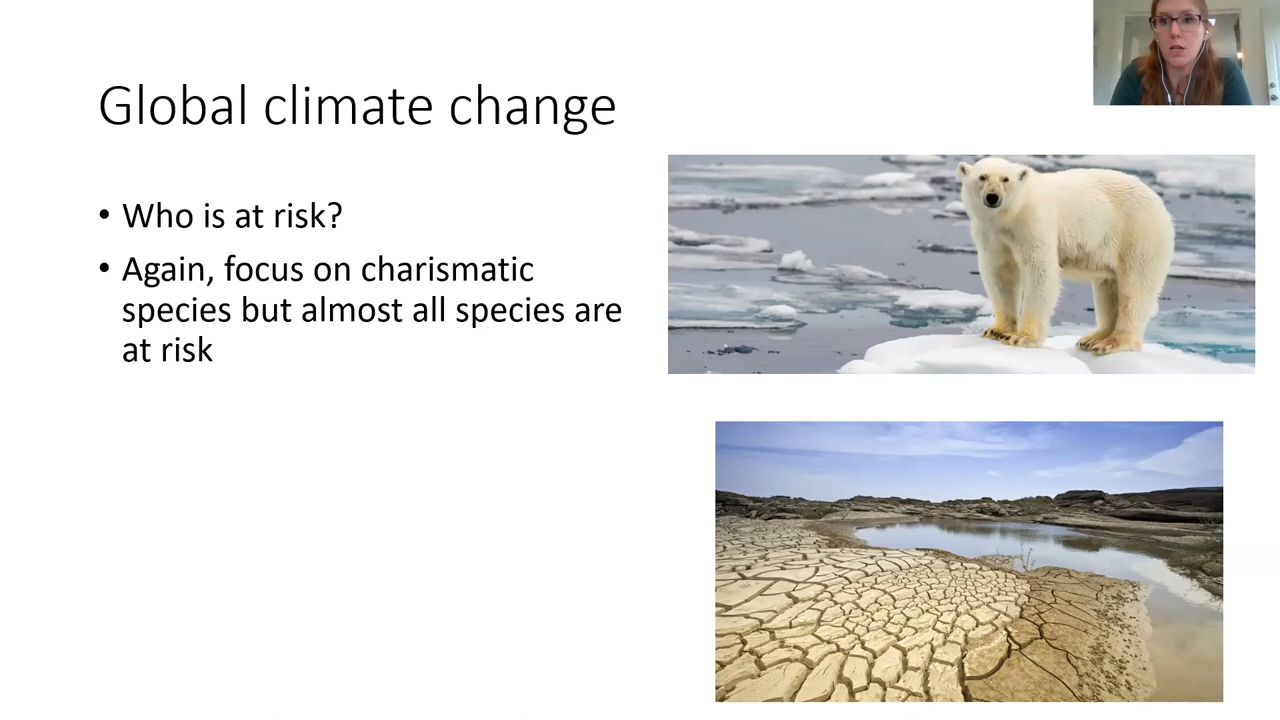 Global climate change
• Who is at risk?
• Again, focus on charismatic
species but almost all species are
at risk